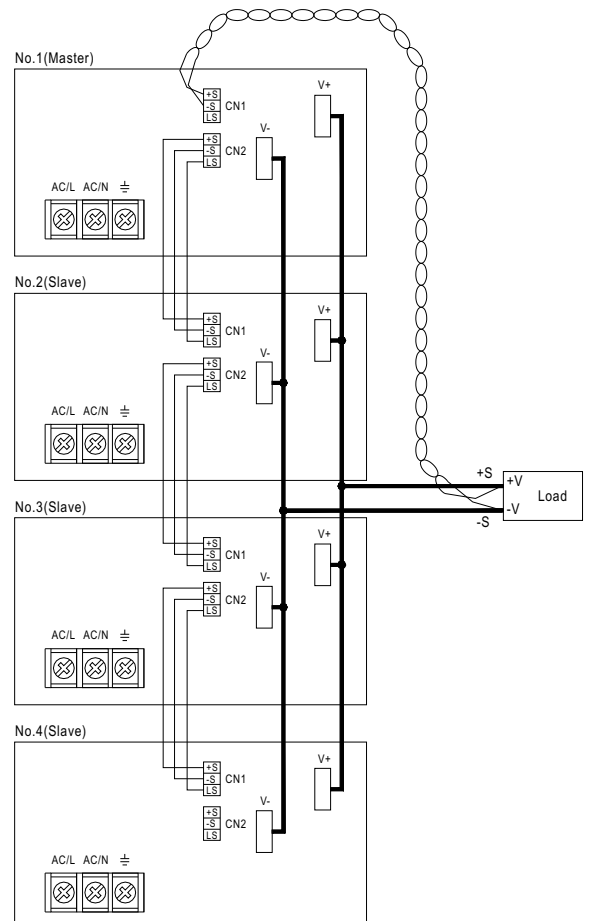 No.1(Master)
V+
+S
-S CN1
LS
V-
+S
-S CN2
LS
AC/L AC/N ⏚
No.2(Slave)
V+
+S
-S CN1
LS
V-
+S
-S CN2
LS
AC/L AC/N ⏚
+S
+V
Load
-V
-S
No.3(Slave)
V+
+S
-S CN1
LS
V-
+S
-S CN2
LS
AC/L AC/N ⏚
No.4(Slave)
V+
+S
-S CN1
LS
V-
+S
-S CN2
LS
AC/L AC/N ⏚